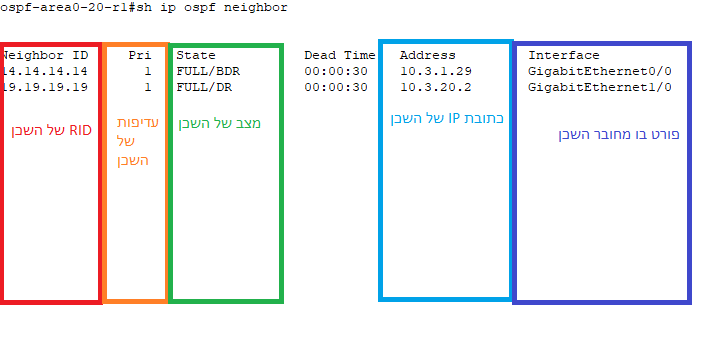 ospf-area0-20-r1#sh ip ospf neighbor
Neighbor ID Pri State Dead Time Address Interface
14.14.14.14 1 FULL/BDR 00:00:30 10.3.1.29 GigabitEthernet0/0
19.19.19.19 1 FULL/DR 00:00:30 10.3.20.2 GigabitEthernet1/0
RID של השכן
עדיפות
של
השכן
מצב של השכן
כתובת IP של השכן
פורט בו מחובר השכן